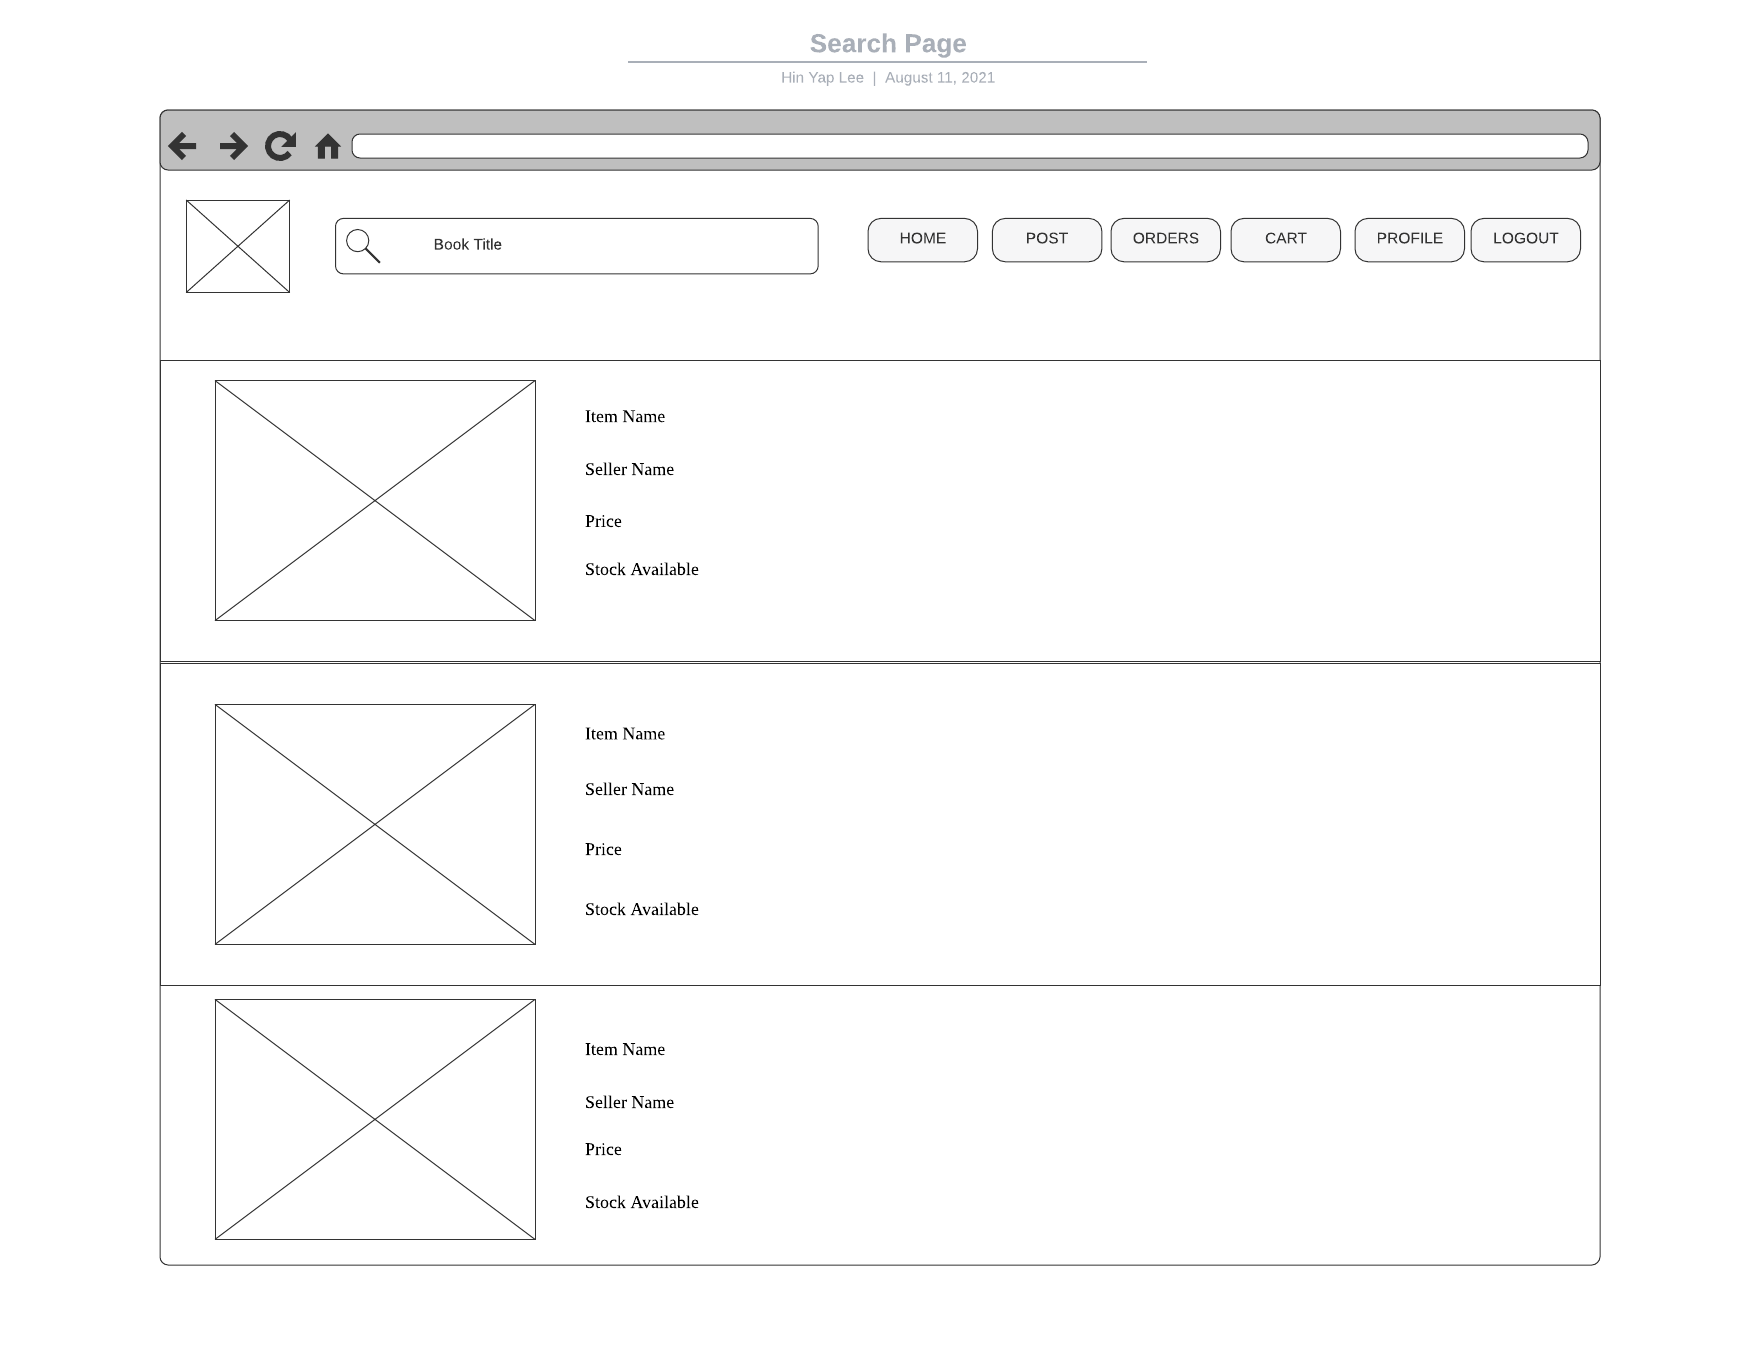 Search Page
Hin Yap Lee | August 11, 2021
Book Title
HOME
POST
ORDERS
CART
PROFILE
LOGOUT
Item Name
Seller Name
Price
Stock Available
Item Name
Seller Name
Price
Stock Available
Item Name
Seller Name
Price
Stock Available